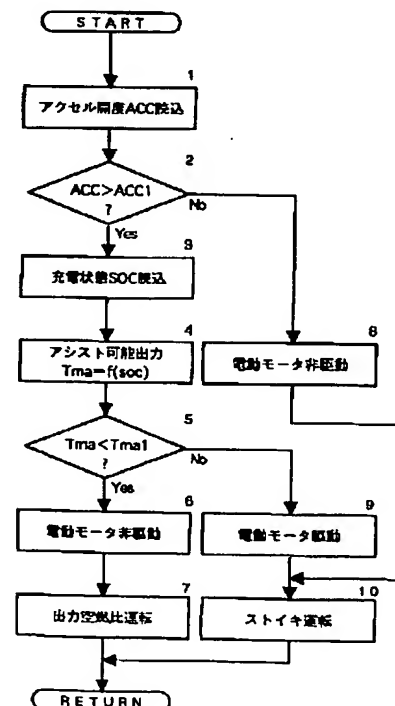 START
1
アクセル開度ACC読込
2
ACC>ACC1
?
No
Yes
3
充電状態SOC読込
4
アシスト可能出力
Tma=f(soc)
8
電動モータ非駆動
5
Tma<Tma1
?
No
Yes
6
電動モータ非駆動
9
電動モータ駆動
7
出力空燃比運転
10
ストイキ運転
RETURN